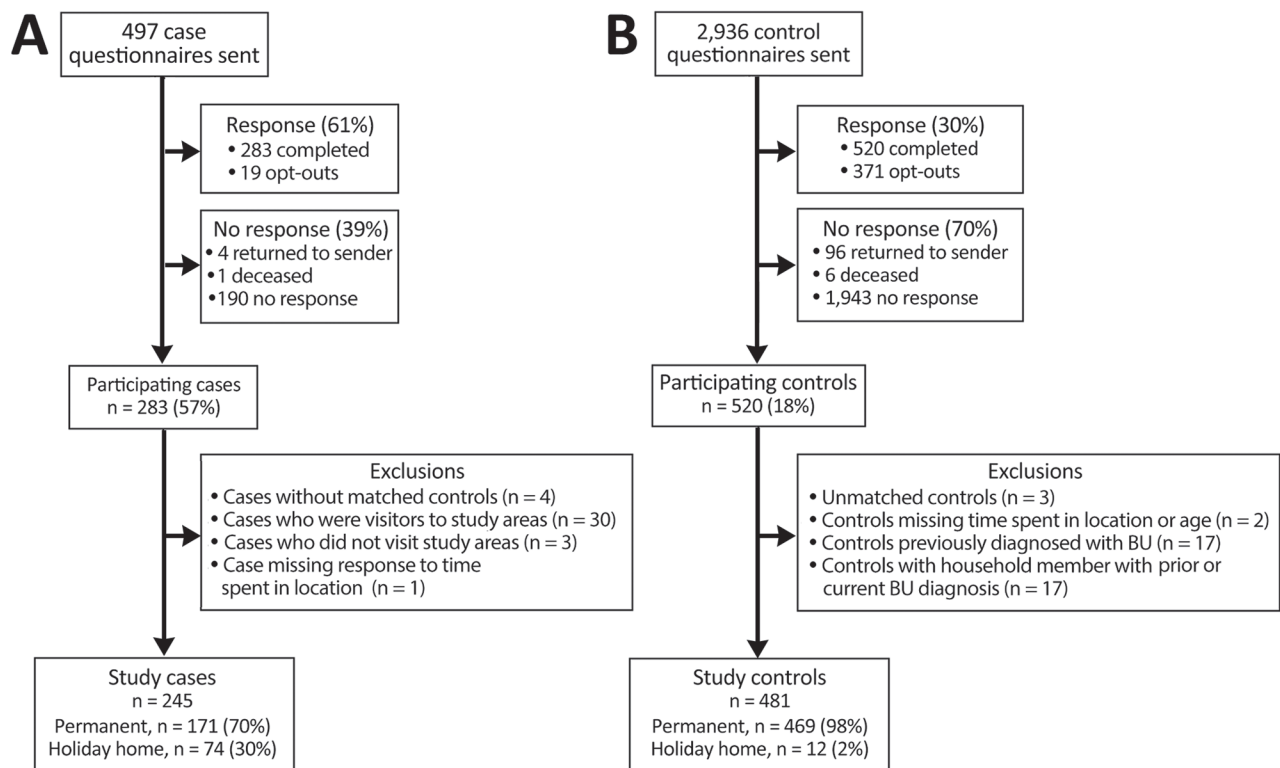 A
497 case
questionnaires sent
Response (61%)
• 283 completed
• 19 opt-outs
No response (39%)
• 4 returned to sender
• 1 deceased
• 190 no response
Participating cases
n = 283 (57%)
Exclusions
• Cases without matched controls (n = 4)
• Cases who were visitors to study areas (n = 30)
• Cases who did not visit study areas (n = 3)
• Case missing response to time
spent in location (n = 1)
Study cases
n = 245
Permanent, n = 171 (70%)
Holiday home, n = 74 (30%)
B
2,936 control
questionnaires sent
Response (30%)
• 520 completed
• 371 opt-outs
No response (70%)
• 96 returned to sender
• 6 deceased
• 1,943 no response
Participating controls
n = 520 (18%)
Exclusions
• Unmatched controls (n = 3)
• Controls missing time spent in location or age (n = 2)
• Controls previously diagnosed with BU (n = 17)
• Controls with household member with prior or
current BU diagnosis (n = 17)
Study controls
n = 481
Permanent, n = 469 (98%)
Holiday home, n = 12 (2%)